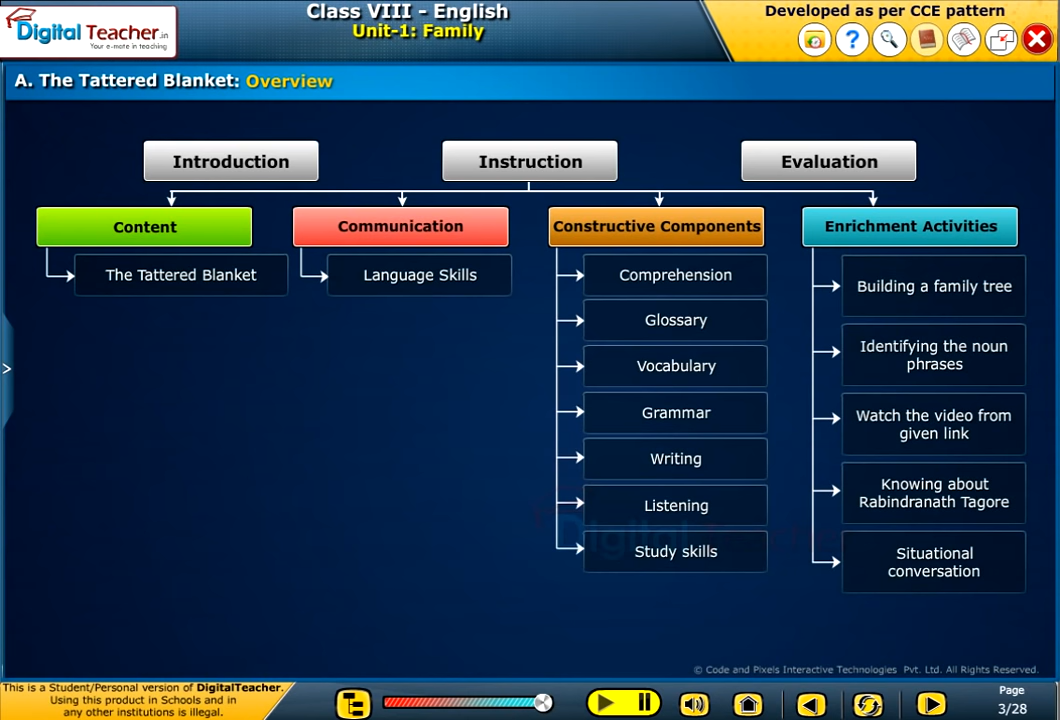 Digital Teacher.in
Your e-mate in teaching
Class VIII - English
Unit-1: Family
Developed as per CCE pattern
A. The Tattered Blanket: Overview
Introduction
Instruction
Evaluation
Content
Communication
Constructive Components
Enrichment Activities
The Tattered Blanket
Language Skills
Comprehension
Glossary
Vocabulary
Grammar
Writing
Listening
Study skills
Building a family tree
Identifying the noun
phrases
Watch the video from
given link
Knowing about
Rabindranath Tagore
Situational
conversation
Digital Teacher
© Code and Pixels Interactive Technologies Pvt. Ltd. All Rights Reserved.
This is a Student/Personal version of DigitalTeacher.
Using this product in Schools and in
any other institutions is illegal.
Page
3/28